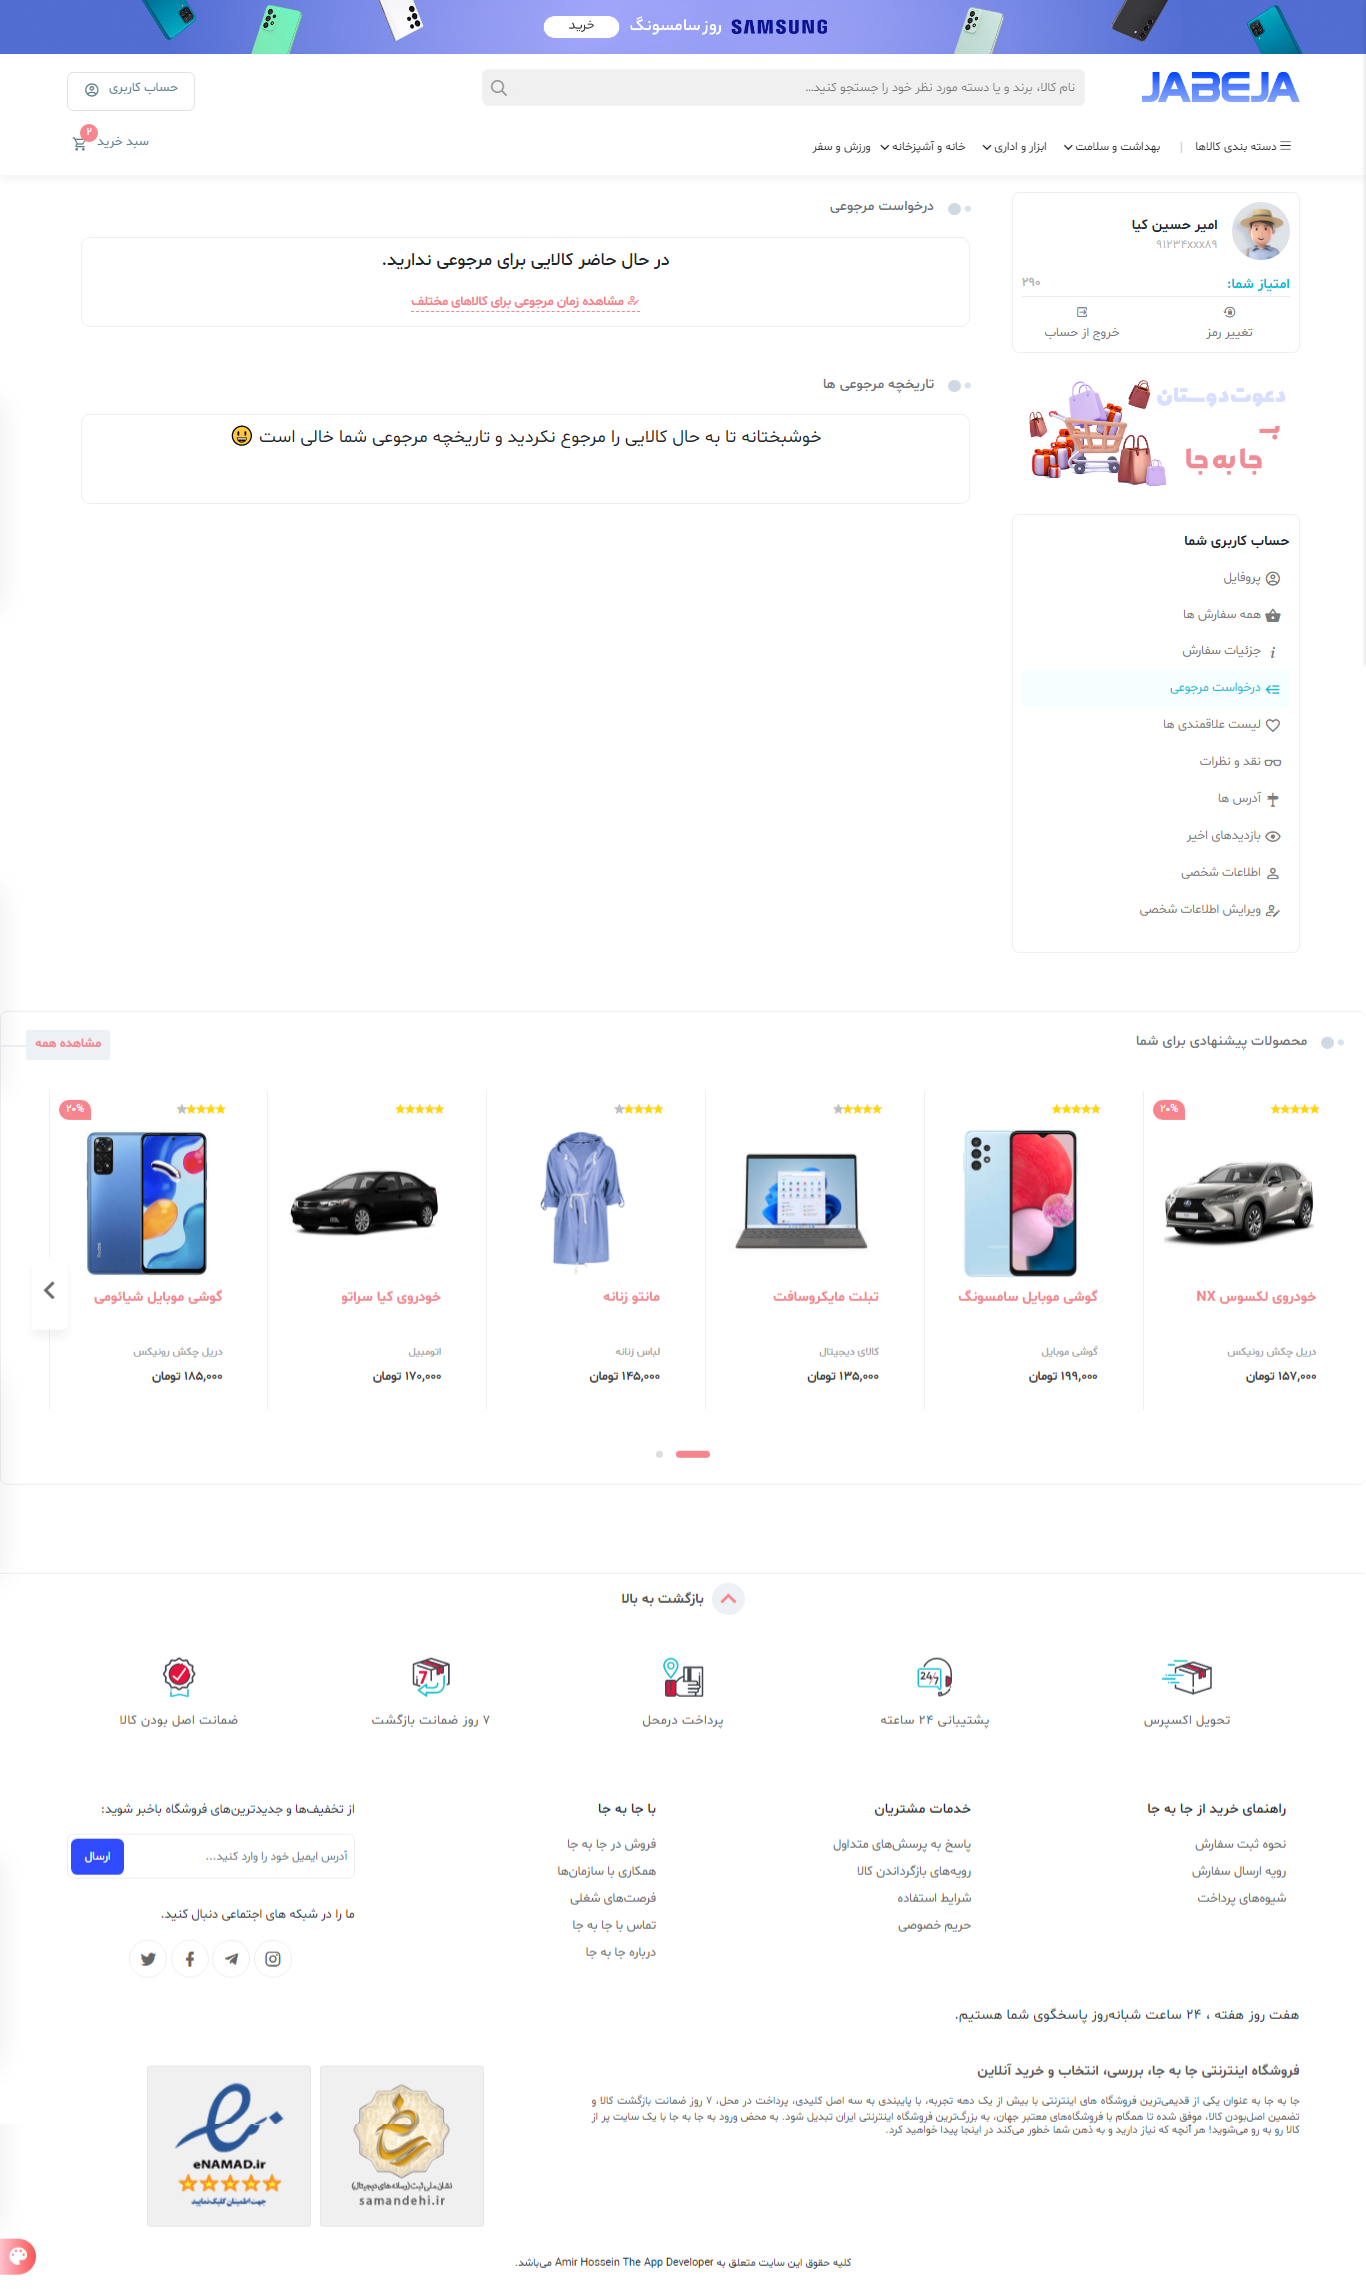 SAMSUNG روز سامسونگ خرید
JABEJA
نام کالا، برند و یا دسته مورد نظر خود را جستجو کنید...
حساب کاربری
دسته بندی کالاها | بهداشت و سلامت ابزار و اداری خانه و آشپزخانه ورزش و سفر
سبد خرید ۲
امیر حسین کیا
۹۱۲۳۴xxx۸۹
امتیاز شما: ۲۹۰
تغییر رمز خروج از حساب
دعوت دوستان
بـ
جا به جا
حساب کاربری شما
پروفایل
همه سفارش ها
جزئیات سفارش
درخواست مرجوعی
لیست علاقمندی ها
نقد و نظرات
آدرس ها
بازدیدهای اخیر
اطلاعات شخصی
ویرایش اطلاعات شخصی
درخواست مرجوعی
در حال حاضر کالایی برای مرجوعی ندارید.
مشاهده زمان مرجوعی برای کالاهای مختلف
تاریخچه مرجوعی ها
خوشبختانه تا به حال کالایی را مرجوع نکردید و تاریخچه مرجوعی شما خالی است 😃
محصولات پیشنهادی برای شما
مشاهده همه
۲۰%
خودروی لکسوس NX
دریل چکش رونیکس
۱۵۷,۰۰۰ تومان
گوشی موبایل سامسونگ
گوشی موبایل
۱۹۹,۰۰۰ تومان
تبلت مایکروسافت
کالای دیجیتال
۱۳۵,۰۰۰ تومان
مانتو زنانه
لباس زنانه
۱۴۵,۰۰۰ تومان
خودروی کیا سراتو
اتومبیل
۱۷۰,۰۰۰ تومان
۲۰%
گوشی موبایل شیائومی
دریل چکش رونیکس
۱۸۵,۰۰۰ تومان
بازگشت به بالا
تحویل اکسپرس
24/7
پشتیبانی ۲۴ ساعته
پرداخت درمحل
7
۷ روز ضمانت بازگشت
ضمانت اصل بودن کالا
راهنمای خرید از جا به جا
نحوه ثبت سفارش
رویه ارسال سفارش
شیوه‌های پرداخت
خدمات مشتریان
پاسخ به پرسش‌های متداول
رویه‌های بازگرداندن کالا
شرایط استفاده
حریم خصوصی
با جا به جا
فروش در جا به جا
همکاری با سازمان‌ها
فرصت‌های شغلی
تماس با جا به جا
درباره جا به جا
از تخفیف‌ها و جدیدترین‌های فروشگاه باخبر شوید:
آدرس ایمیل خود را وارد کنید...
ارسال
ما را در شبکه های اجتماعی دنبال کنید.
هفت روز هفته ، ۲۴ ساعت شبانه‌روز پاسخگوی شما هستیم.
فروشگاه اینترنتی جا به جا، بررسی، انتخاب و خرید آنلاین
جا به جا به عنوان یکی از قدیمی‌ترین فروشگاه های اینترنتی با بیش از یک دهه تجربه، با پایبندی به سه اصل کلیدی، پرداخت در محل، ۷ روز ضمانت بازگشت کالا و
تضمین اصل‌بودن کالا، موفق شده تا همگام با فروشگاه‌های معتبر جهان، به بزرگ‌ترین فروشگاه اینترنتی ایران تبدیل شود. به محض ورود به جا به جا با یک سایت پر از
کالا رو به رو می‌شوید! هر آنچه که نیاز دارید و به ذهن شما خطور می‌کند در اینجا پیدا خواهید کرد.
نشان ملی ثبت (رسانه‌های دیجیتال)
samandehi.ir
eNAMAD.ir
جهت اطمینان کلیک نمایید
کلیه حقوق این سایت متعلق به Amir Hossein The App Developer می‌باشد.